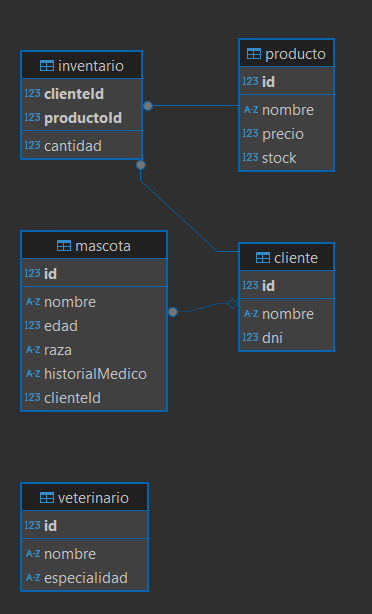 inventario
123 clienteId
123 productoId
123 cantidad
producto
123 id
A-Z nombre
123 precio
123 stock
mascota
123 id
A-Z nombre
123 edad
A-Z raza
A-Z historialMedico
123 clienteId
cliente
123 id
A-Z nombre
123 dni
veterinario
123 id
A-Z nombre
A-Z especialidad